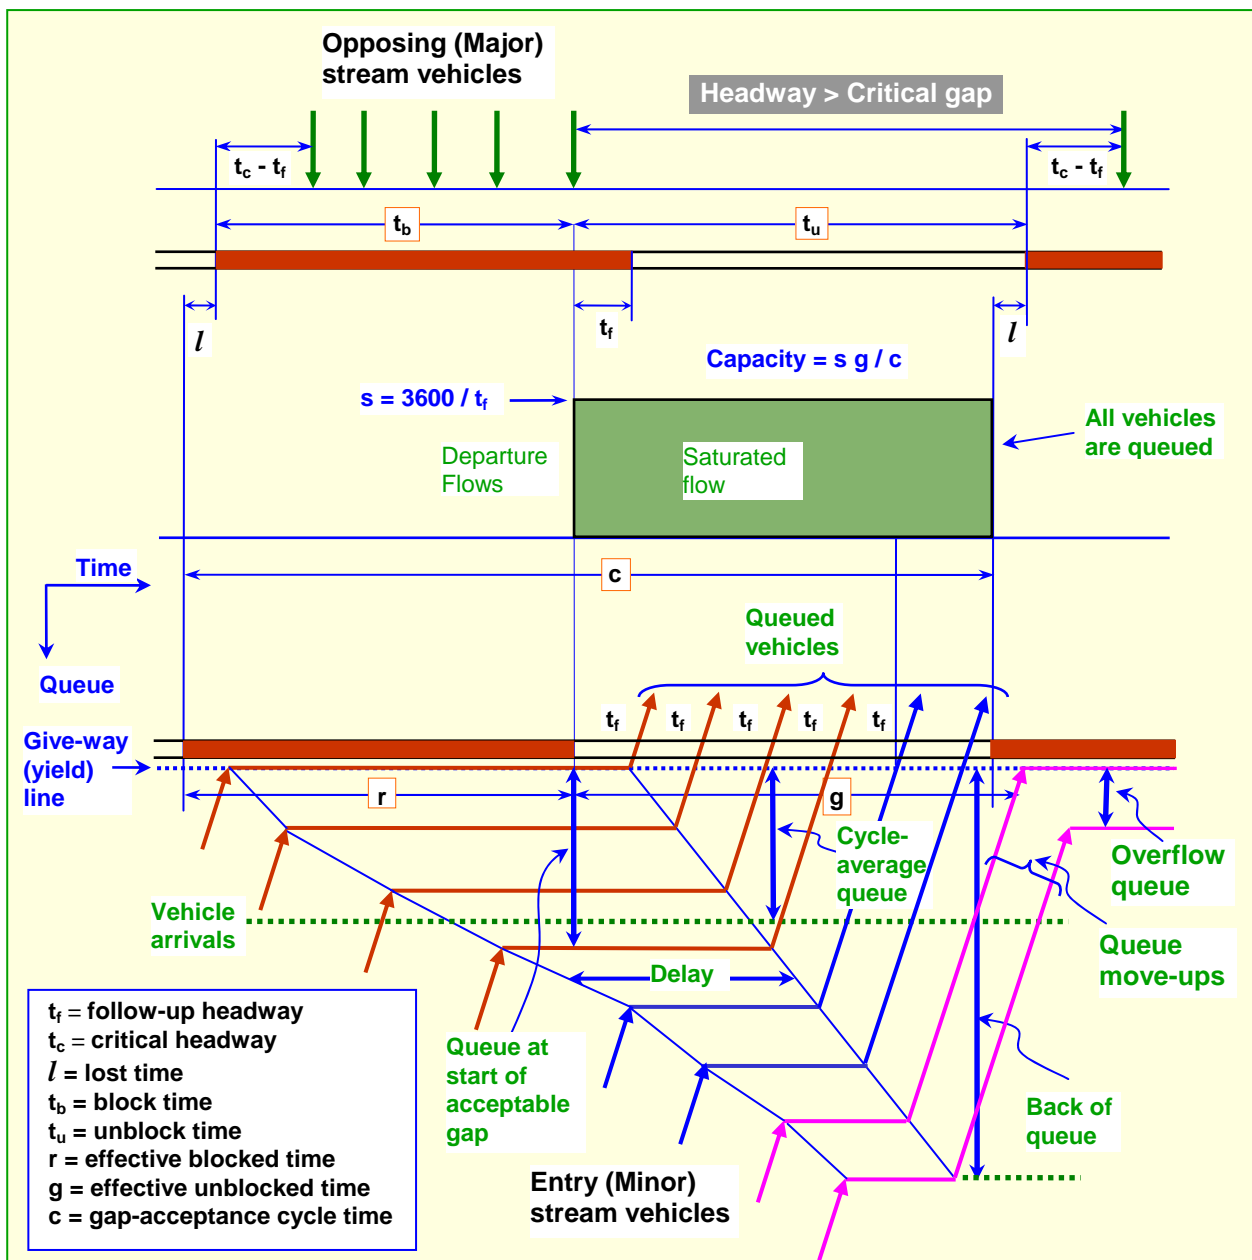 Opposing (Major)
stream vehicles
Headway > Critical gap
tc - tf
tc - tf
tb
tu
l
tf
l
Capacity = s g / c
s = 3600 / tf
All vehicles
are queued
Departure
Flows
Saturated
flow
Time
c
Queue
Queued
vehicles
tf
tf
tf
tf
tf
Give-way
(yield)
line
r
g
Cycle-
average
queue
Overflow
queue
Vehicle
arrivals
Queue
move-ups
Delay
Queue at
start of
acceptable
gap
Back of
queue
Entry (Minor)
stream vehicles
tf = follow-up headway
tc = critical headway
l = lost time
tb = block time
tu = unblock time
r = effective blocked time
g = effective unblocked time
c = gap-acceptance cycle time